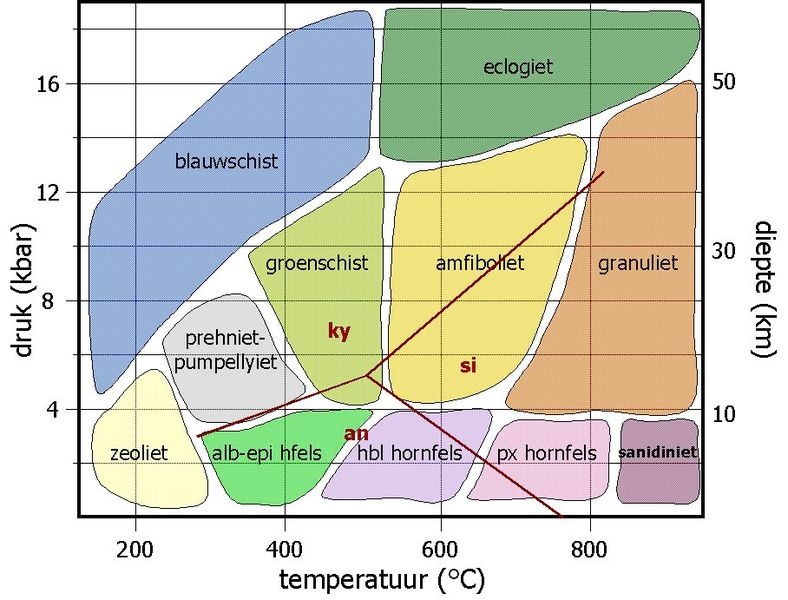 eclogiet
16
50
blauwschist
12
druk (kbar)
diepte (km)
groenschist
amfiboliet
granuliet
30
8
ky
prehniet-
pumpellyiet
si
4
10
an
zeoliet
alb-epi hfels
hbl hornfels
px hornfels
sanidiniet
200
400
600
800
temperatuur (°C)